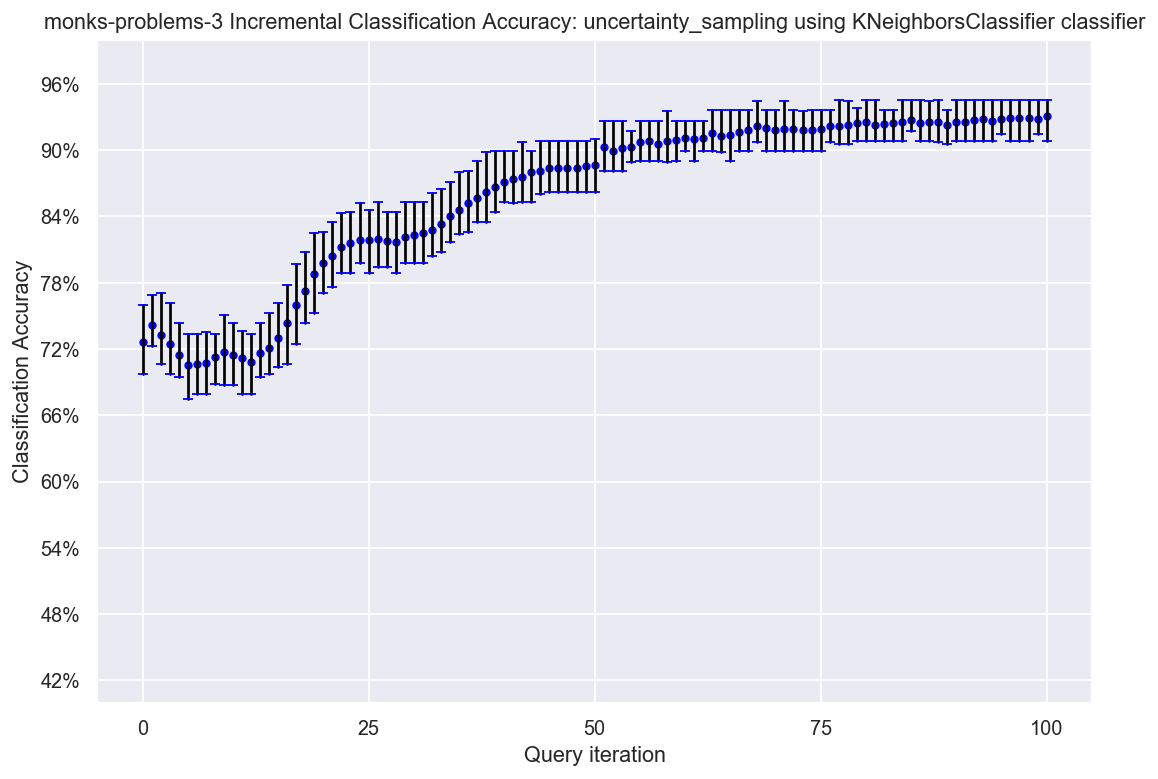 monks-problems-3 Incremental Classification Accuracy: uncertainty_sampling using KNeighborsClassifier classifier
96%
90%
84%
78%
72%
66%
60%
54%
48%
42%
Classification Accuracy
0 25 50 75 100
Query iteration